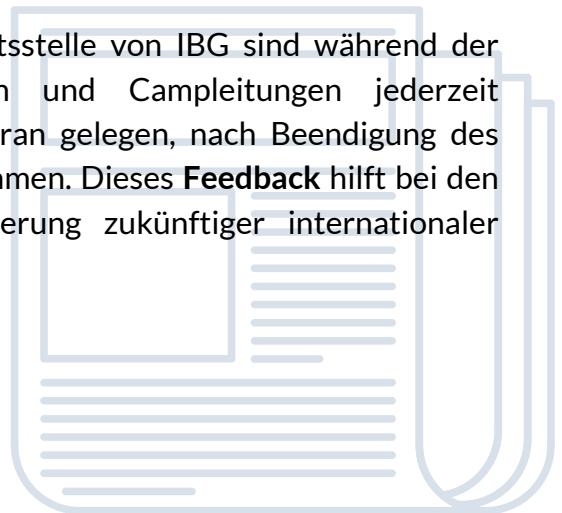 tsstelle von IBG sind während der
und Campleitungen jederzeit
ran gelegen, nach Beendigung des
men. Dieses Feedback hilft bei den
erung zukünftiger internationaler